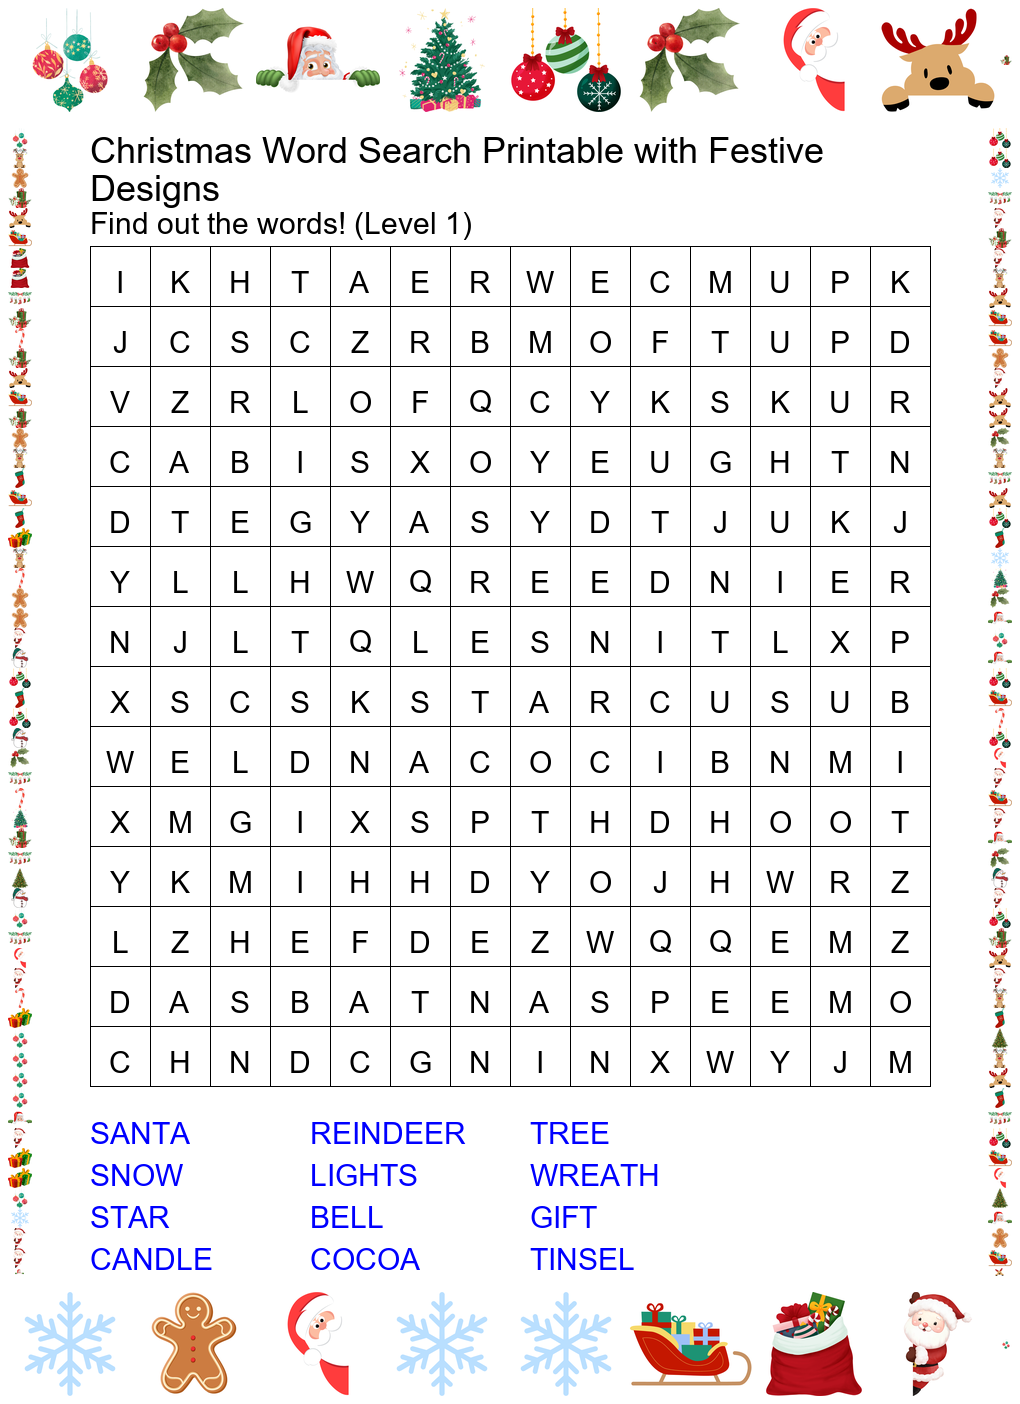 Christmas Word Search Printable with Festive
Designs
Find out the words! (Level 1)
I K H T A E R W E C M U P K
J C S C Z R B M O F T U P D
V Z R L O F Q C Y K S K U R
C A B I S X O Y E U G H T N
D T E G Y A S Y D T J U K J
Y L L H W Q R E E D N I E R
N J L T Q L E S N I T L X P
X S C S K S T A R C U S U B
W E L D N A C O C I B N M I
X M G I X S P T H D H O O T
Y K M I H H D Y O J H W R Z
L Z H E F D E Z W Q Q E M Z
D A S B A T N A S P E E M O
C H N D C G N I N X W Y J M
SANTA REINDEER TREE
SNOW LIGHTS WREATH
STAR BELL GIFT
CANDLE COCOA TINSEL